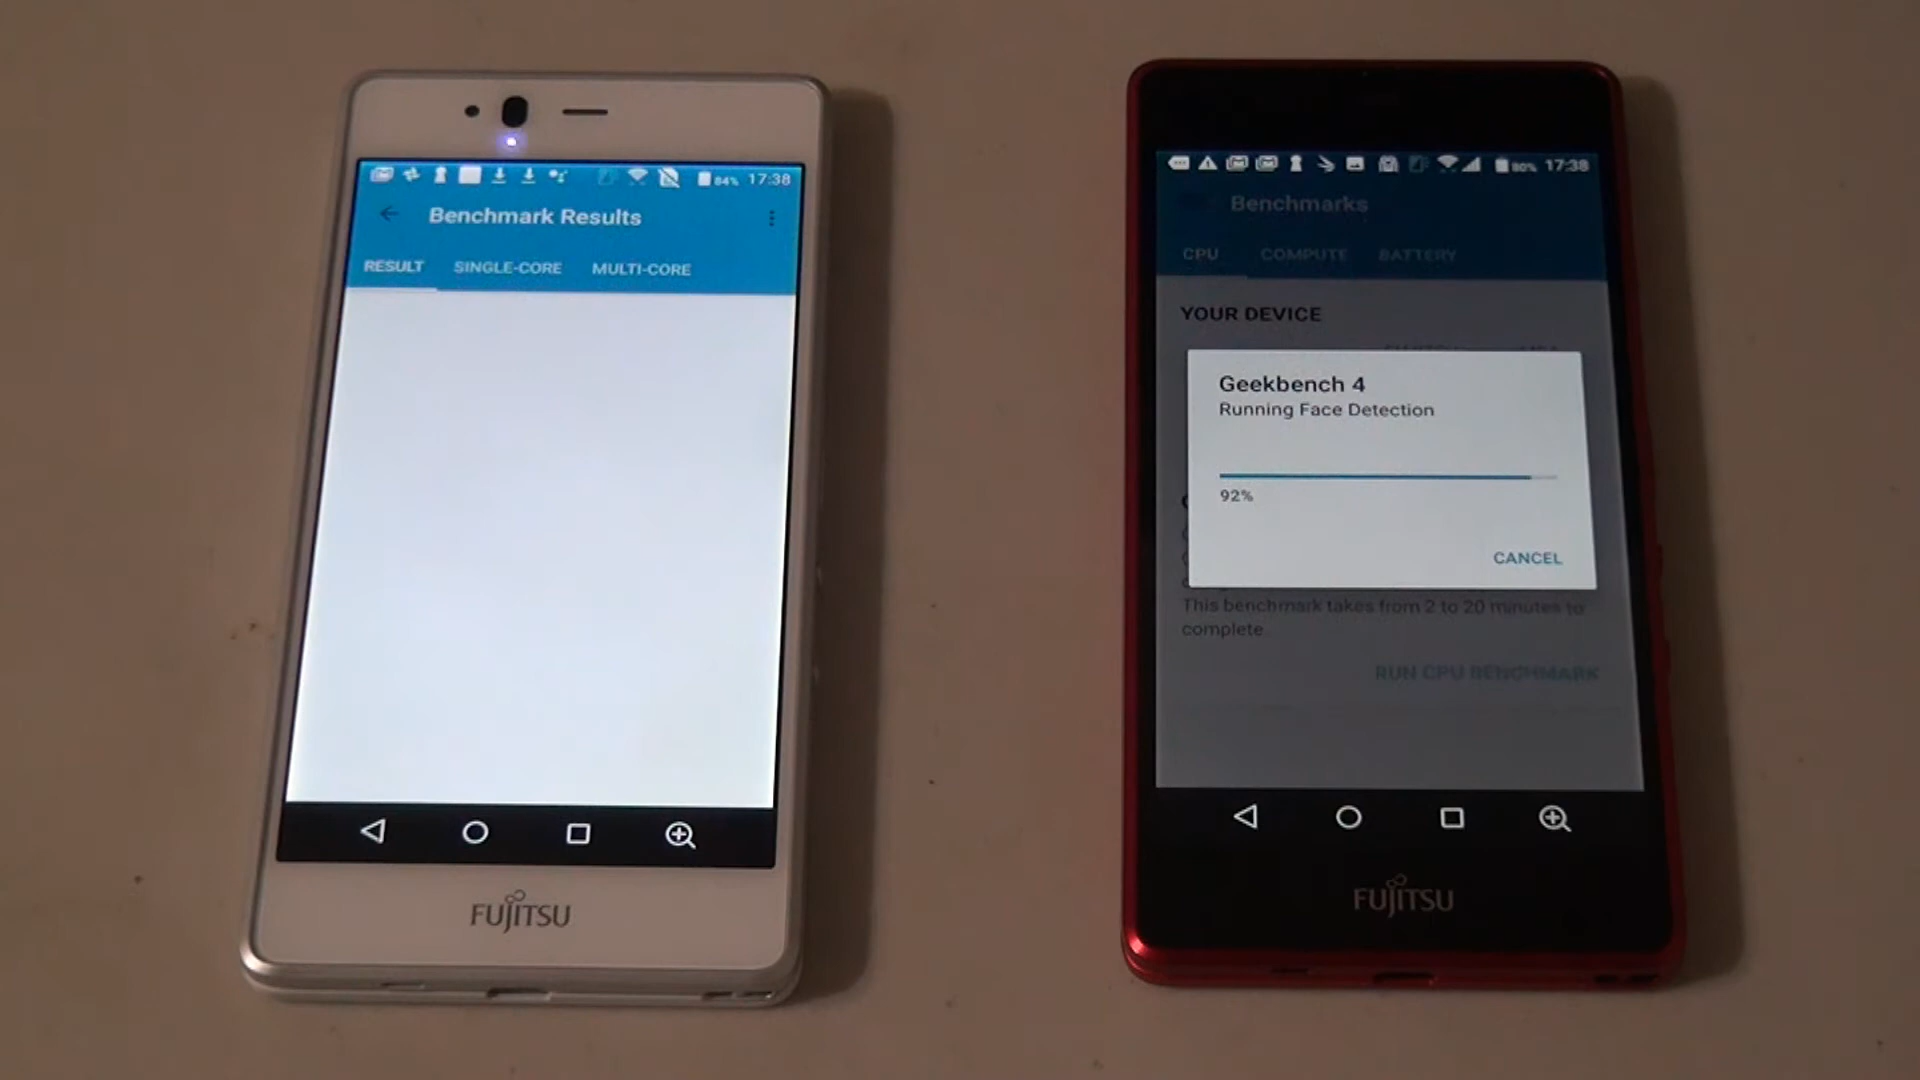 84% 17:38
Benchmark Results
RESULT SINGLE-CORE MULTI-CORE
FUJITSU
80% 17:38
Benchmarks
CPU COMPUTE BATTERY
YOUR DEVICE
Geekbench 4
Running Face Detection
92%
CANCEL
This benchmark takes from 2 to 20 minutes to
complete.
RUN CPU BENCHMARK
FUJITSU